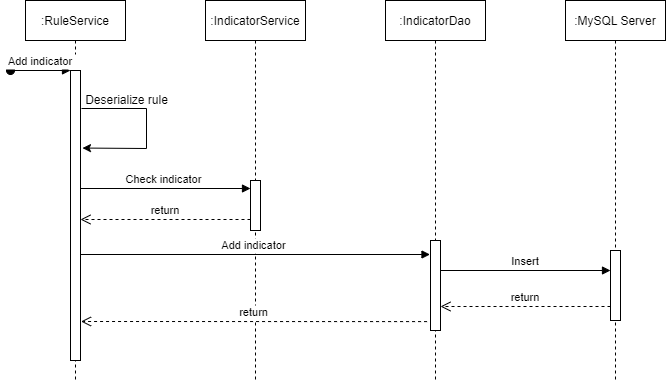 :RuleService
:IndicatorService
:IndicatorDao
:MySQL Server
Add indicator
Deserialize rule
Check indicator
return
Add indicator
Insert
return
return